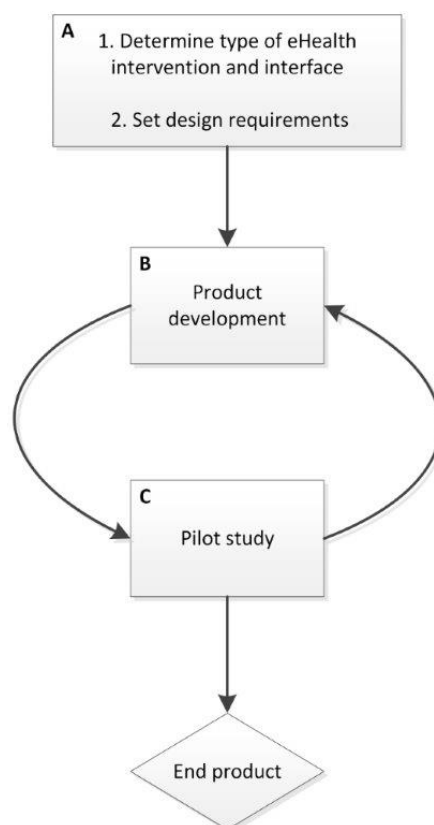 A
1. Determine type of eHealth
intervention and interface
2. Set design requirements
B
Product
development
C
Pilot study
End product